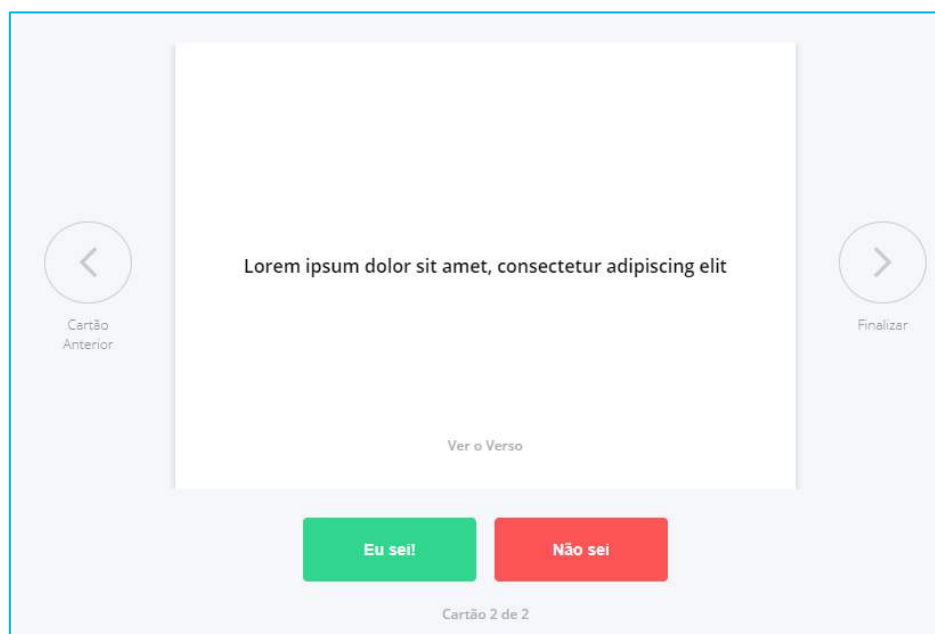 Lorem ipsum dolor sit amet, consectetur adipiscing elit
Cartão
Anterior
Finalizar
Ver o Verso
Eu sei!
Não sei
Cartão 2 de 2